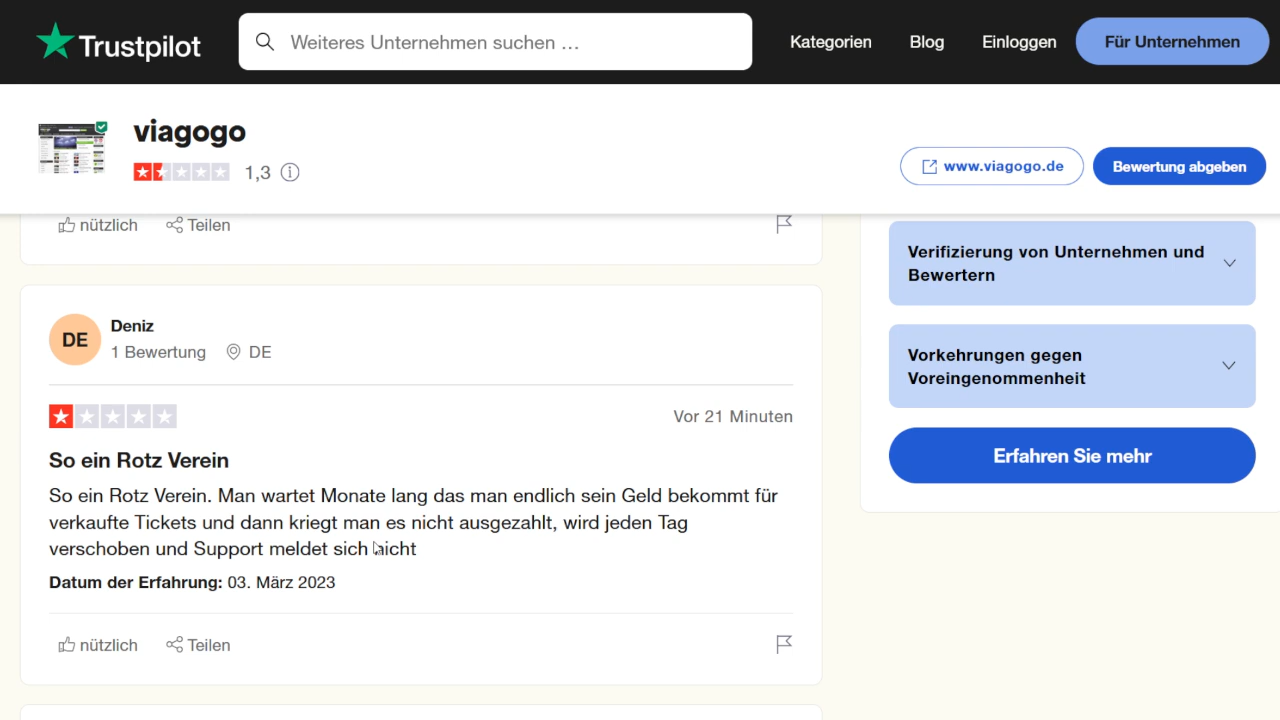 Trustpilot
Weiteres Unternehmen suchen …
Kategorien
Blog
Einloggen
Für Unternehmen
viagogo
1,3
www.viagogo.de
Bewertung abgeben
nützlich
Teilen
Verifizierung von Unternehmen und
Bewertern
Vorkehrungen gegen
Voreingenommenheit
Erfahren Sie mehr
DE
Deniz
1 Bewertung
DE
Vor 21 Minuten
So ein Rotz Verein
So ein Rotz Verein. Man wartet Monate lang das man endlich sein Geld bekommt für
verkaufte Tickets und dann kriegt man es nicht ausgezahlt, wird jeden Tag
verschoben und Support meldet sich nicht
Datum der Erfahrung: 03. März 2023
nützlich
Teilen